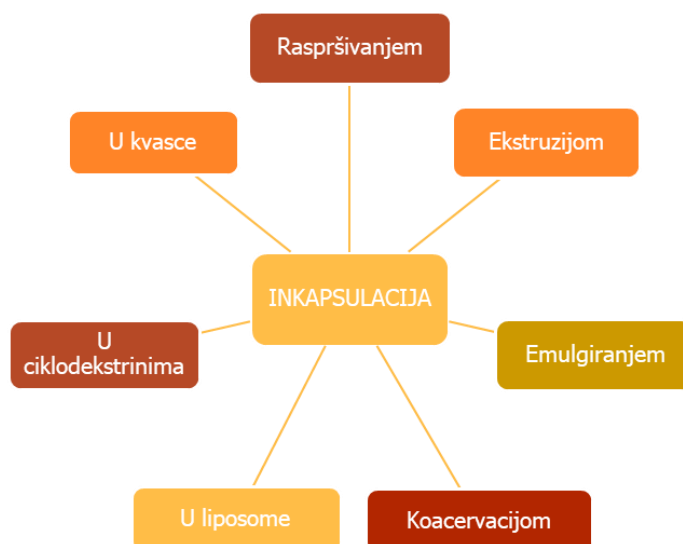 Raspršivanjem
U kvasce
Ekstruzijom
INKAPSULACIJA
U
ciklodekstrinima
Emulgiranjem
U liposome
Koacervacijom